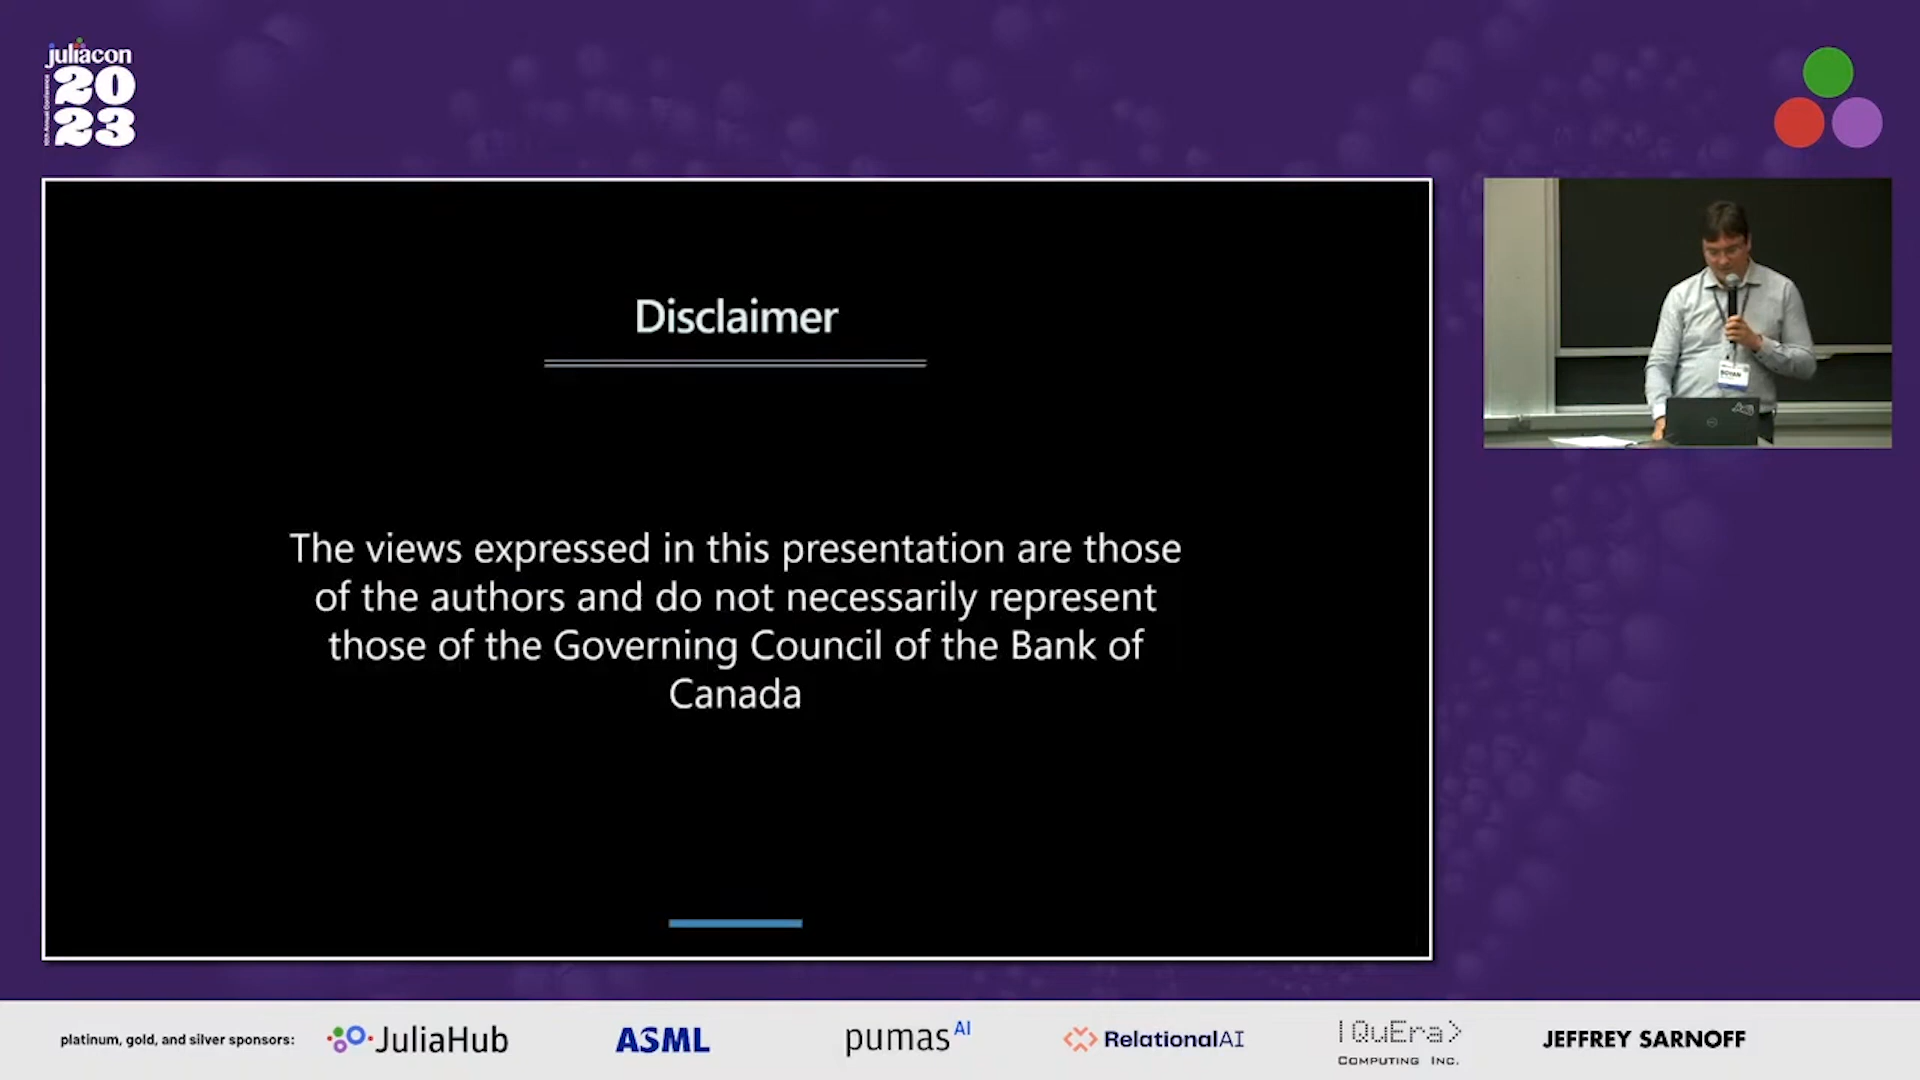 juliacon
20
23
Disclaimer
The views expressed in this presentation are those
of the authors and do not necessarily represent
those of the Governing Council of the Bank of
Canada
platinum, gold, and silver sponsors:
JuliaHub
ASML
pumasAI
RelationalAI
|QuEra>
COMPUTING INC.
JEFFREY SARNOFF